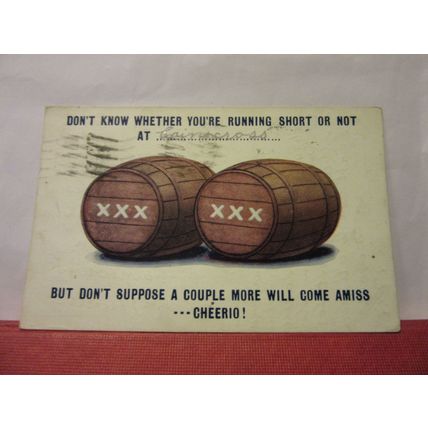 DON'T KNOW WHETHER YOU'RE RUNNING SHORT OR NOT
AT Cainscross
XXX XXX
BUT DON'T SUPPOSE A COUPLE MORE WILL COME AMISS
---CHEERIO!